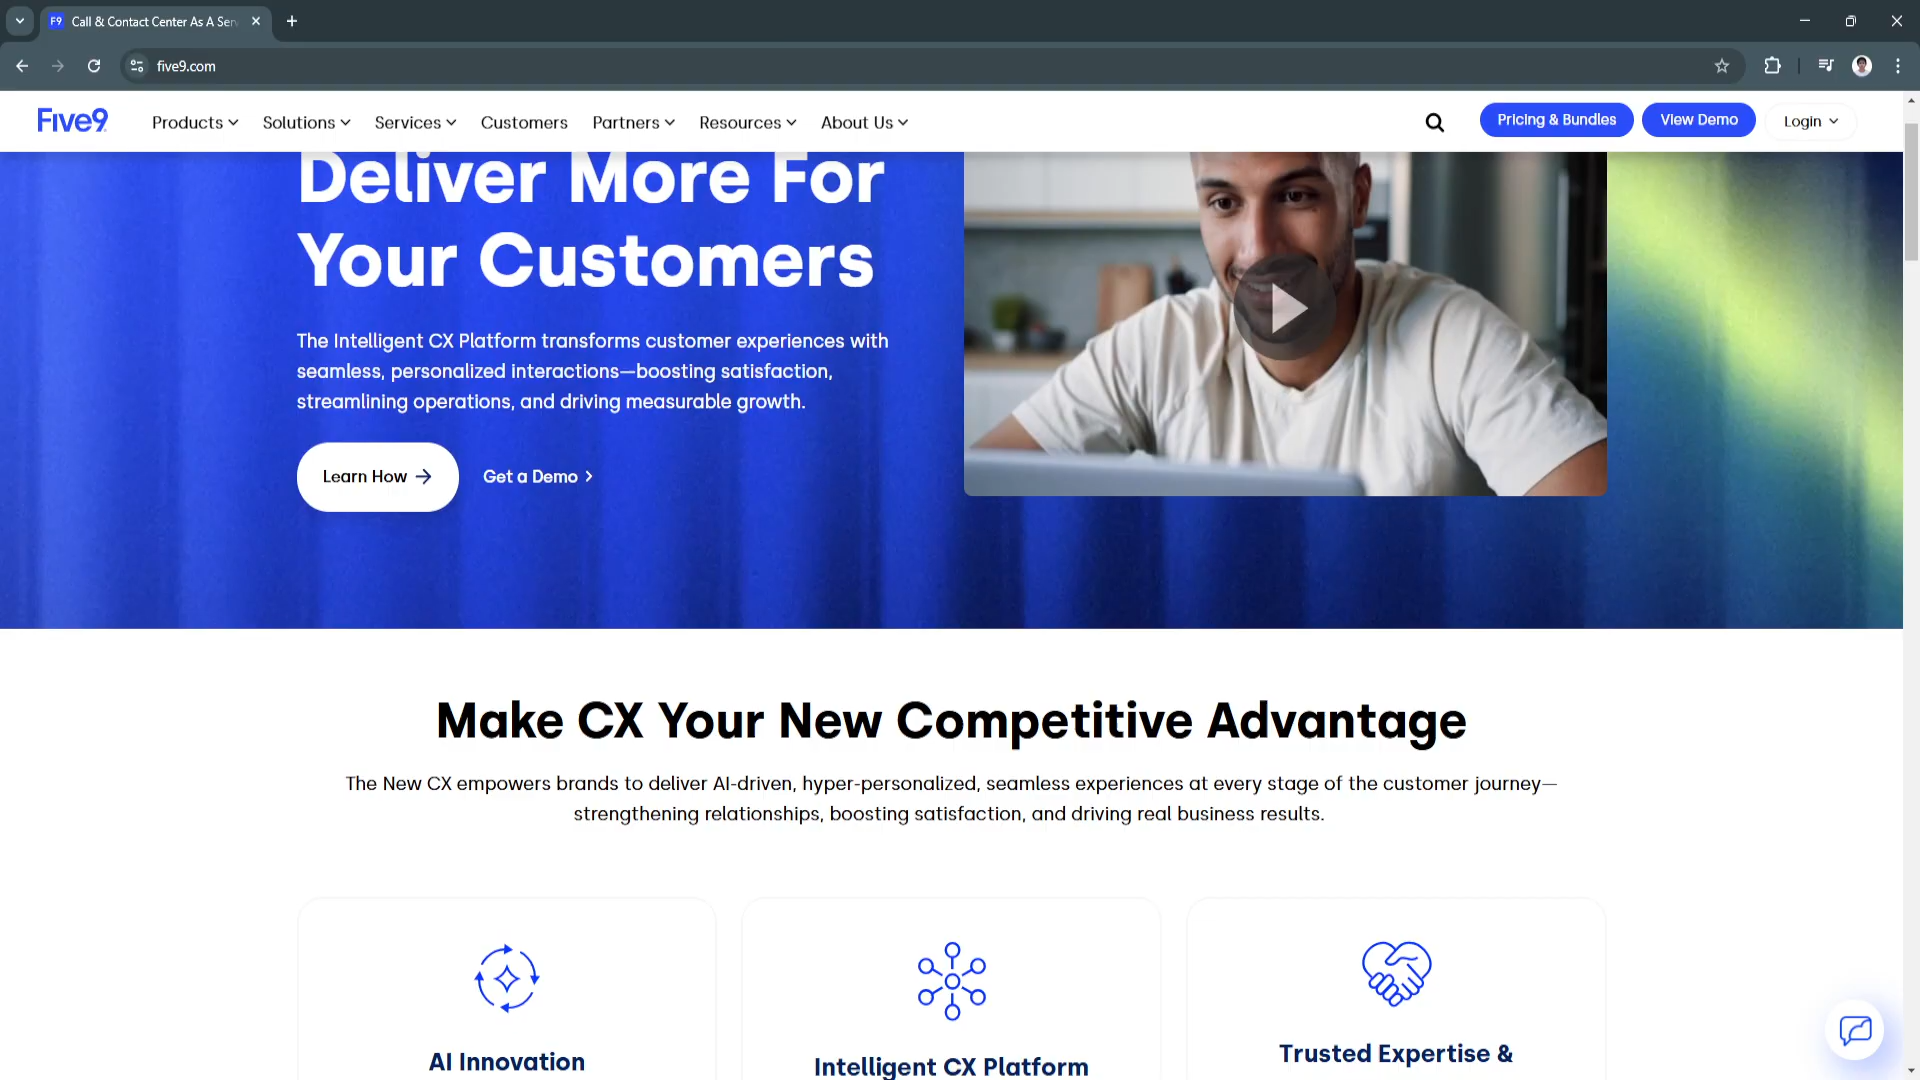 F9 Call & Contact Center As A Ser
five9.com
Five9 Products Solutions Services Customers Partners Resources About Us Pricing & Bundles View Demo Login
Deliver More For
Your Customers
The Intelligent CX Platform transforms customer experiences with
seamless, personalized interactions—boosting satisfaction,
streamlining operations, and driving measurable growth.
Learn How Get a Demo
Make CX Your New Competitive Advantage
The New CX empowers brands to deliver AI-driven, hyper-personalized, seamless experiences at every stage of the customer journey—
strengthening relationships, boosting satisfaction, and driving real business results.
AI Innovation
Intelligent CX Platform
Trusted Expertise &